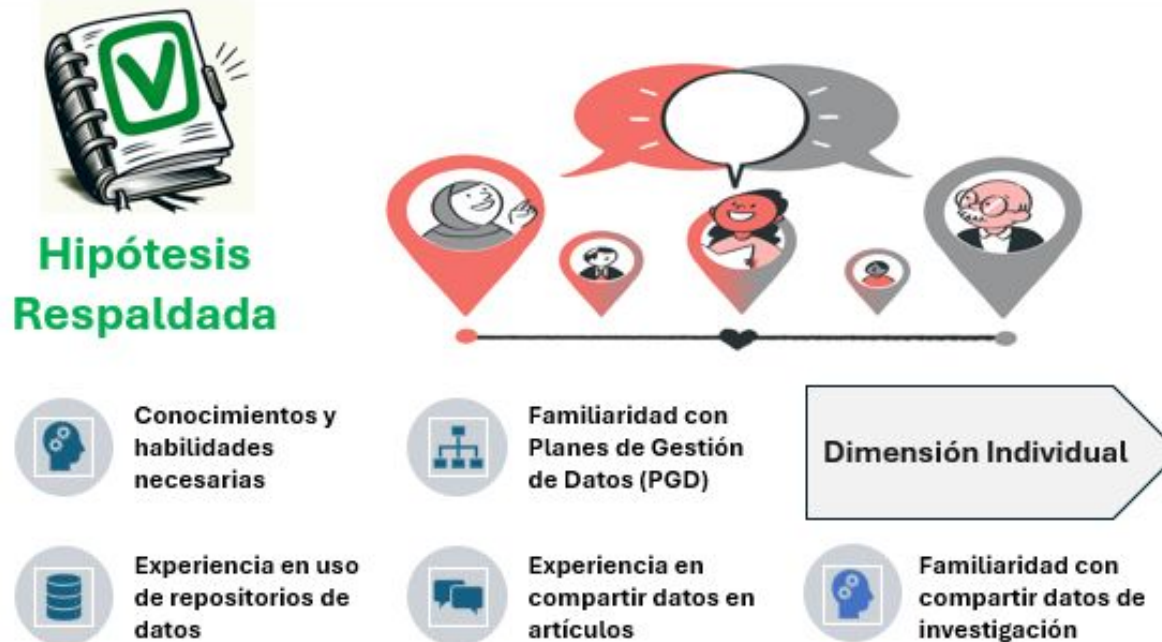 Hipótesis
Respaldada
Conocimientos y
habilidades
necesarias
Familiaridad con
Planes de Gestión
de Datos (PGD)
Dimensión Individual
Experiencia en uso
de repositorios de
datos
Experiencia en
compartir datos en
artículos
Familiaridad con
compartir datos de
investigación